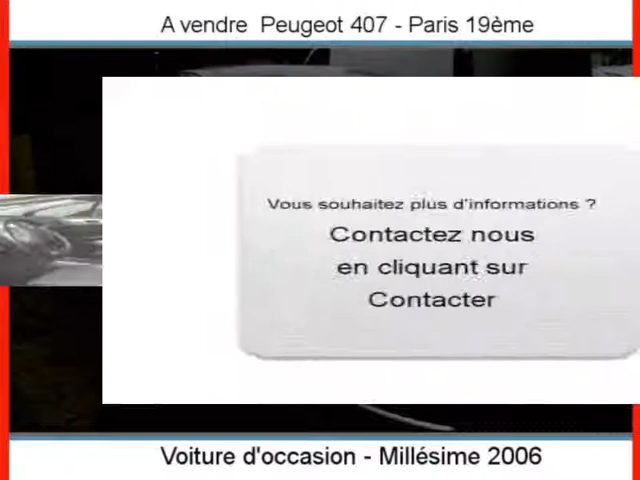 A vendre Peugeot 407 - Paris 19ème
Vous souhaitez plus d'informations ?
Contactez nous
en cliquant sur
Contacter
Voiture d'occasion - Millésime 2006